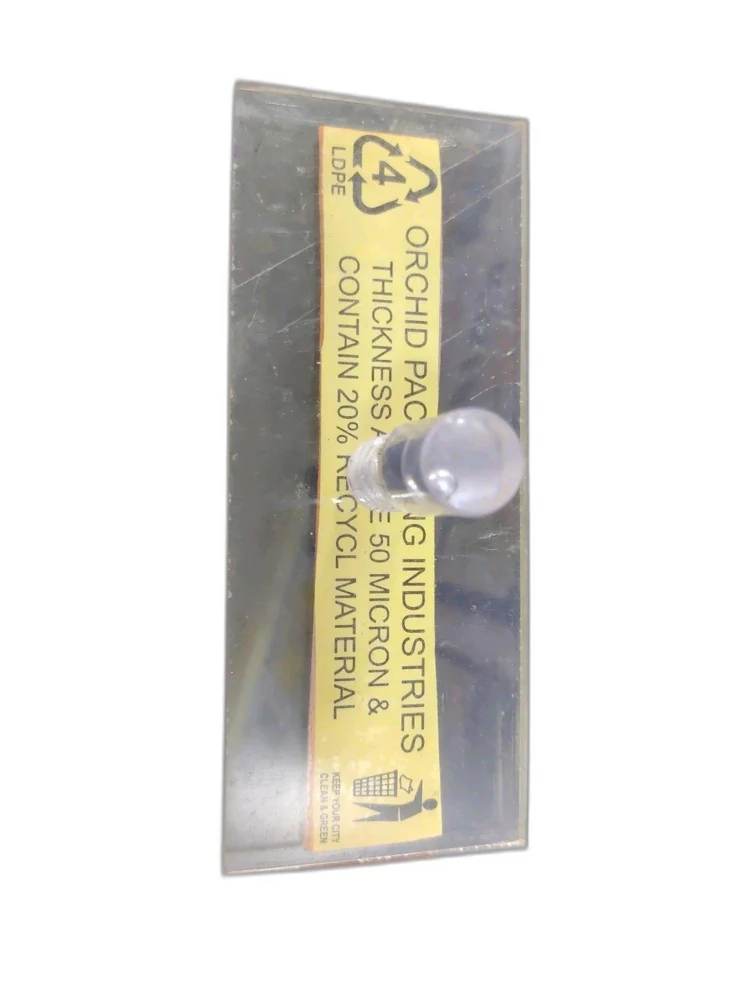 4
LDPE
ORCHID INDUSTRIES
THICKNESS 50 MICRON &
CONTAIN 20% RECYCL MATERIAL
KEEP YOUR CITY
CLEAN & GREEN